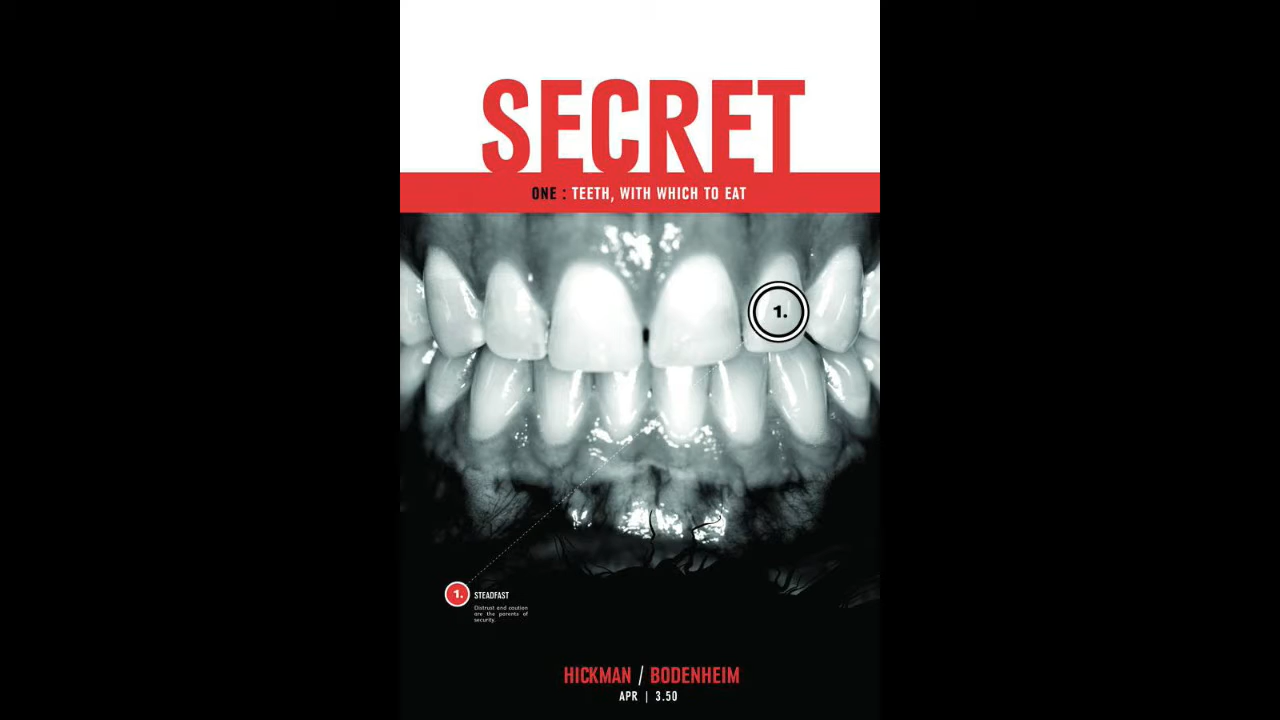 SECRET
ONE : TEETH, WITH WHICH TO EAT
1.
1. STEADFAST
Distrust and caution
are the parents of
security.
HICKMAN / BODENHEIM
APR | 3.50